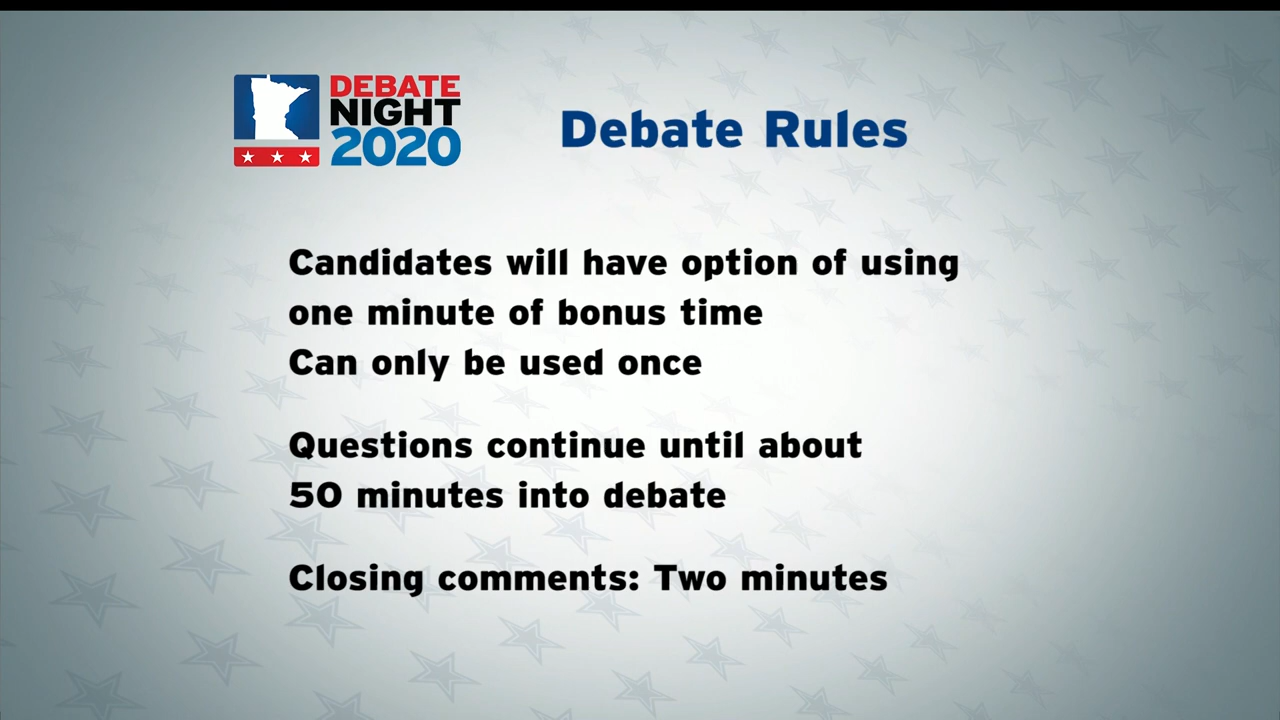 DEBATE
NIGHT
2020
Debate Rules
Candidates will have option of using
one minute of bonus time
Can only be used once
Questions continue until about
50 minutes into debate
Closing comments: Two minutes